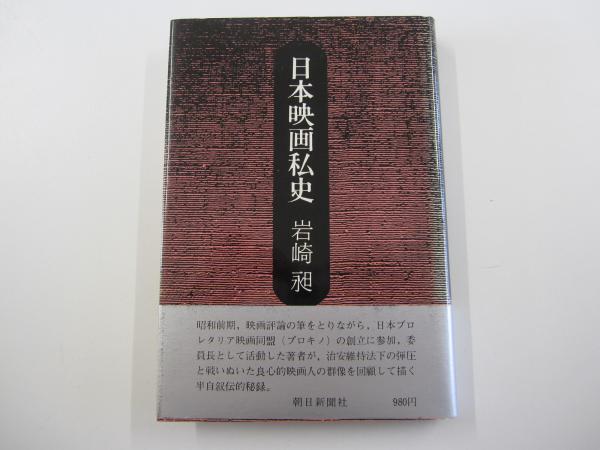 日本映画私史
岩崎昶
昭和前期，映画評論の筆をとりながら，日本プロ
レタリア映画同盟（プロキノ）の創立に参加，委
員長として活動した著者が，治安維持法下の弾圧
と戦いぬいた良心的映画人の群像を回顧して描く
半自叙伝的秘録。
朝日新聞社
980円